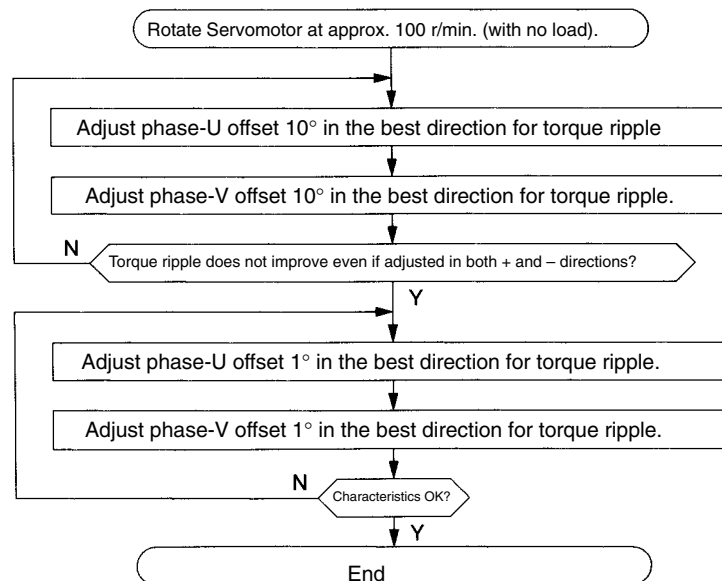 Rotate Servomotor at approx. 100 r/min. (with no load).
Adjust phase-U offset 10° in the best direction for torque ripple
Adjust phase-V offset 10° in the best direction for torque ripple.
N
Torque ripple does not improve even if adjusted in both + and – directions?
Y
Adjust phase-U offset 1° in the best direction for torque ripple.
Adjust phase-V offset 1° in the best direction for torque ripple.
N
Characteristics OK?
Y
End